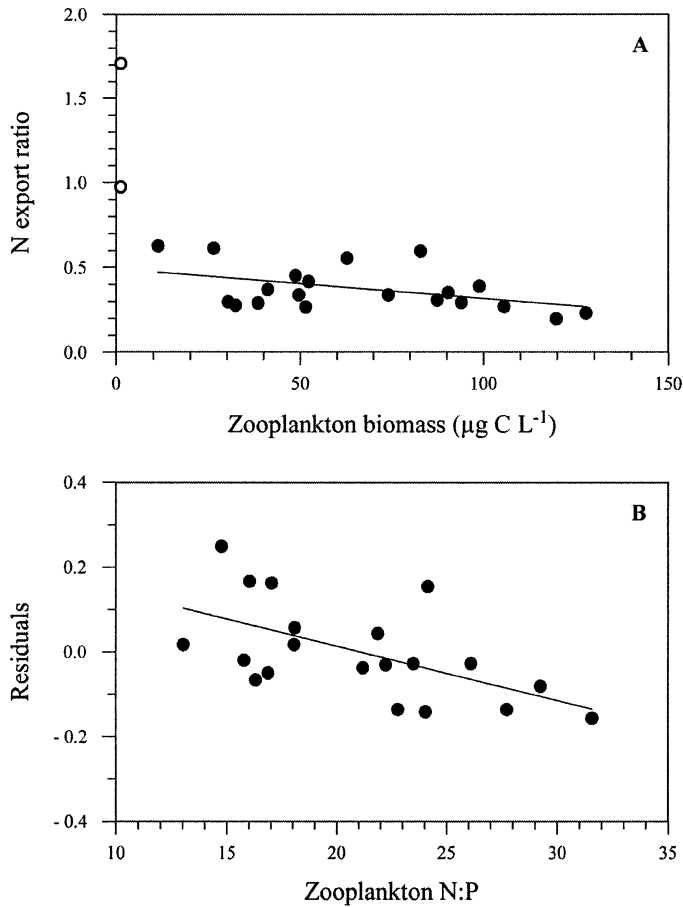 2.0
A
1.5
N export ratio
1.0
0.5
0.0
0 50 100 150
Zooplankton biomass (µg C L-1)
0.4
B
0.2
Residuals
0.0
- 0.2
- 0.4
10 15 20 25 30 35
Zooplankton N:P